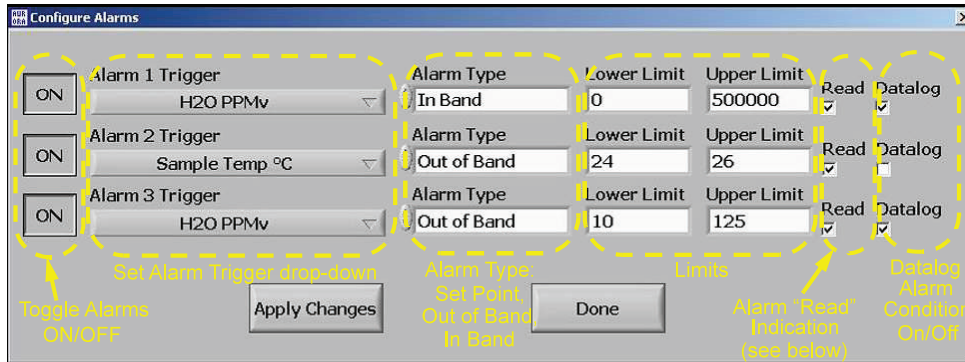 AUR ORA Configure Alarms
Alarm 1 Trigger Alarm Type Lower Limit Upper Limit
ON H2O PPMv In Band 0 500000 Read Datalog
Alarm 2 Trigger Alarm Type Lower Limit Upper Limit
ON Sample Temp °C Out of Band 24 26 Read Datalog
Alarm 3 Trigger Alarm Type Lower Limit Upper Limit
ON H2O PPMv Out of Band 10 125 Read Datalog
Toggle Alarms
ON/OFF
Set Alarm Trigger drop-down
Apply Changes
Alarm Type:
Set Point,
Out of Band
In Band
Limits
Done
Alarm “Read”
Indication
(see below)
Datalog
Alarm
Condition
On/Off